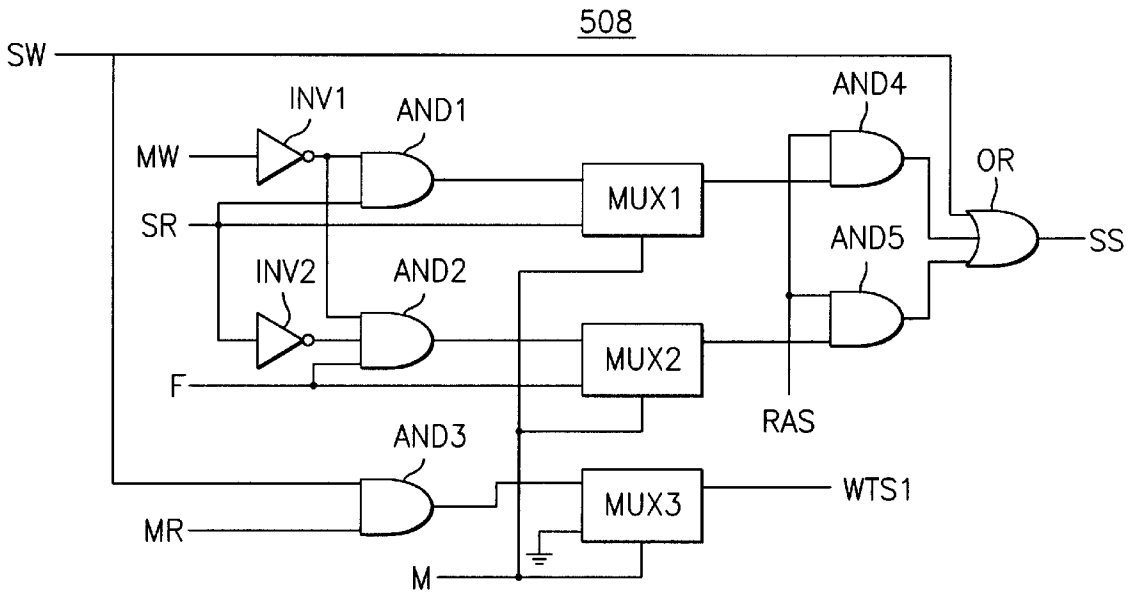 508
SW
INV1
AND1
AND4
MW
MUX1
OR
SR
SS
INV2
AND2
AND5
MUX2
F
RAS
AND3
MUX3
WTS1
MR
M